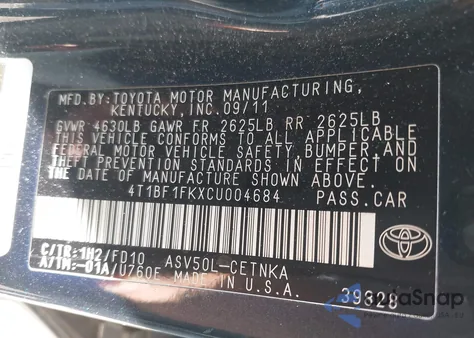 MFD.BY:TOYOTA MOTOR MANUFACTURING,
KENTUCKY, INC. 09/11
GVWR 4630LB GAWR FR 2625LB RR 2625LB
THIS VEHICLE CONFORMS TO ALL APPLICABLE
FEDERAL MOTOR VEHICLE SAFETY, BUMPER, AND
THEFT PREVENTION STANDARDS IN EFFECT ON
THE DATE OF MANUFACTURE SHOWN ABOVE.
4T1BF1FKXCU004684 PASS.CAR
C/TR:1H2/FD10 ASV50L-CETNKA
A/TM:-01A/U760E MADE IN U.S.A.
TOYOTA